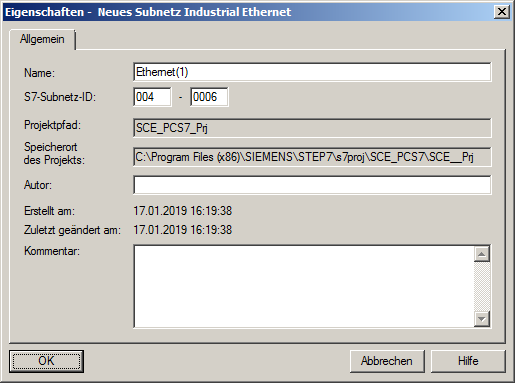 Eigenschaften - Neues Subnetz Industrial Ethernet
Allgemein
Name: Ethernet(1)
S7-Subnetz-ID: 004 - 0006
Projektpfad: SCE_PCS7_Prj
Speicherort
des Projekts: C:\Program Files (x86)\SIEMENS\STEP7\s7proj\SCE_PCS7\SCE__Prj
Autor:
Erstellt am: 17.01.2019 16:19:38
Zuletzt geändert am: 17.01.2019 16:19:38
Kommentar:
OK Abbrechen Hilfe